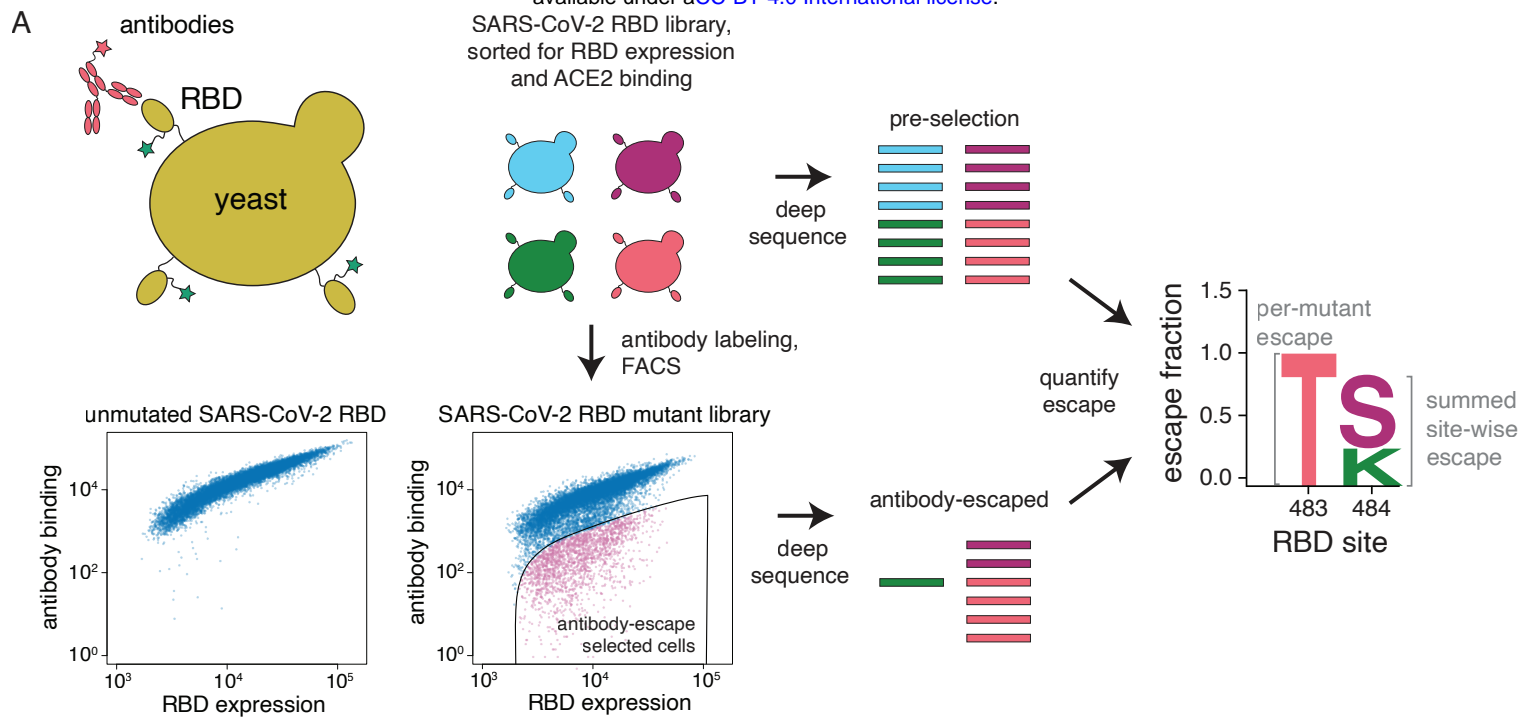 A
antibodies
RBD
yeast
SARS-CoV-2 RBD library,
sorted for RBD expression
and ACE2 binding
deep
sequence
pre-selection
antibody labeling,
FACS
unmutated SARS-CoV-2 RBD
antibody binding
10⁴
10²
10⁰
10³
10⁴
10⁵
RBD expression
SARS-CoV-2 RBD mutant library
antibody binding
10⁴
10²
10⁰
antibody-escape
selected cells
10³
10⁴
10⁵
RBD expression
deep
sequence
antibody-escaped
quantify
escape
escape fraction
1.5
1.0
0.5
0.0
per-mutant
escape
T
S
K
summed
site-wise
escape
483
484
RBD site